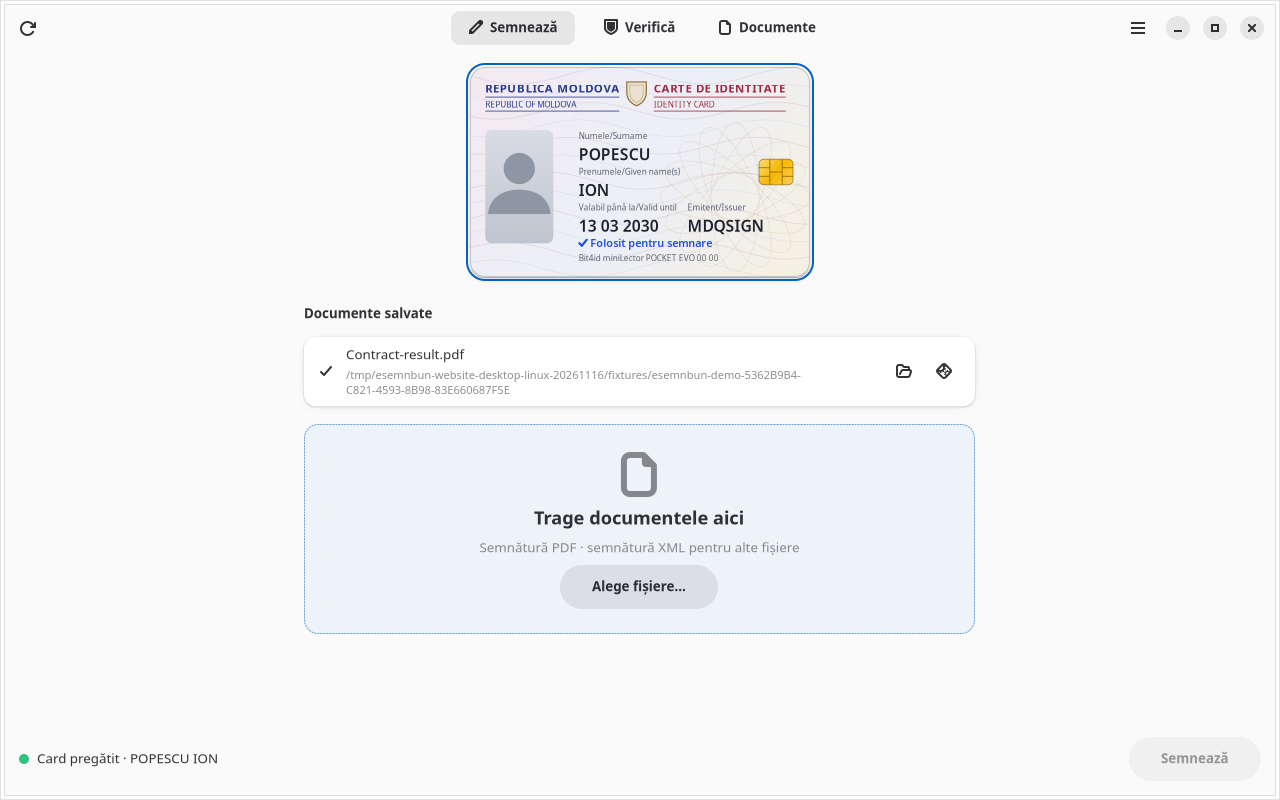 Semnează
Verifică
Documente
REPUBLICA MOLDOVA
CARTE DE IDENTITATE
REPUBLIC OF MOLDOVA
IDENTITY CARD
Numele/Surname
POPESCU
Prenumele/Given name(s)
ION
Valabil până la/Valid until
Emitent/Issuer
13 03 2030
MDQSIGN
Folosit pentru semnare
Bit4id miniLector POCKET EVO 00 00
Documente salvate
Contract-result.pdf
/tmp/esemnbun-website-desktop-linux-20261116/fixtures/esemnbun-demo-5362B9B4-
C821-4593-8B98-83E660687F5E
Trage documentele aici
Semnătură PDF · semnătură XML pentru alte fișiere
Alege fișiere...
Card pregătit · POPESCU ION
Semnează